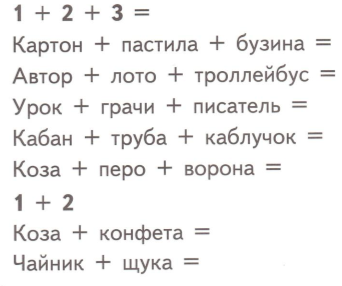 1 + 2 + 3 =
Картон + пастила + бузина =
Автор + лото + троллейбус =
Урок + грачи + писатель =
Кабан + труба + каблучок =
Коза + перо + ворона =
1 + 2
Коза + конфета =
Чайник + щука =